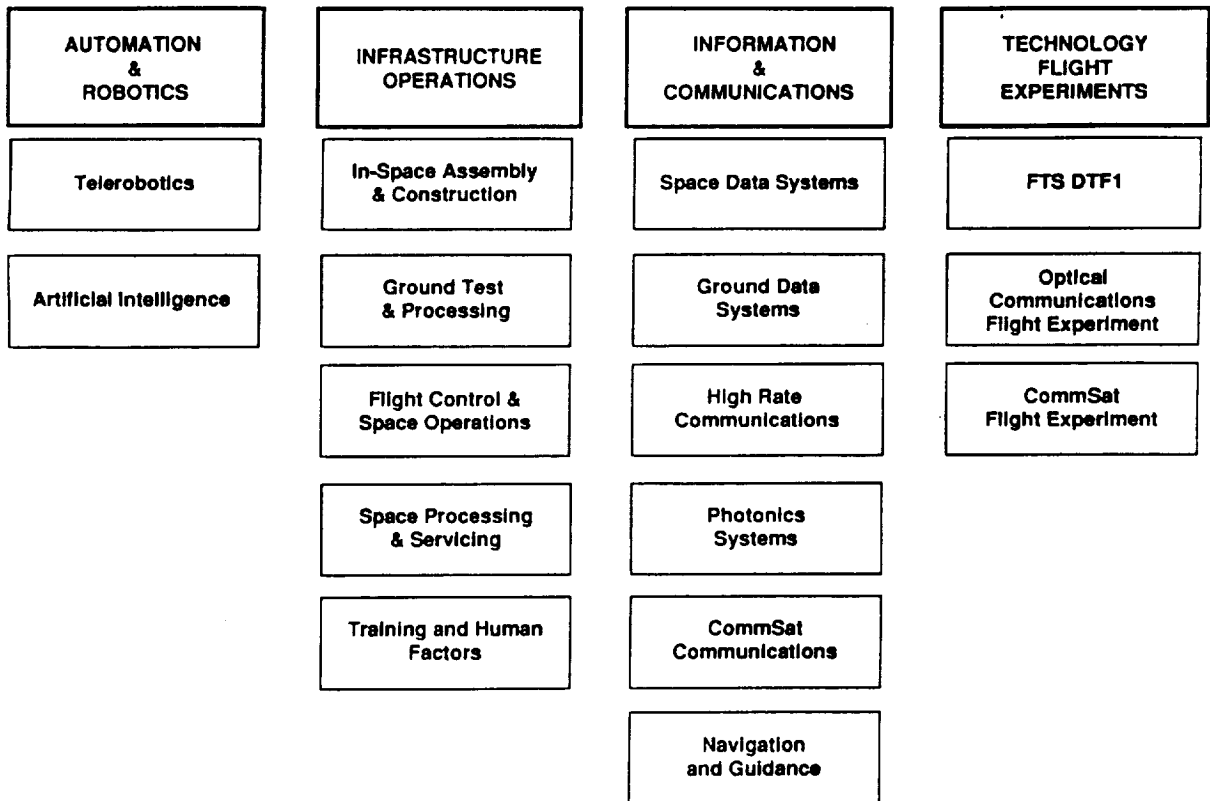 AUTOMATION
&
ROBOTICS
Telerobotics
Artificial Intelligence
INFRASTRUCTURE
OPERATIONS
In-Space Assembly
& Construction
Ground Test
& Processing
Flight Control &
Space Operations
Space Processing
& Servicing
Training and Human
Factors
INFORMATION
&
COMMUNICATIONS
Space Data Systems
Ground Data
Systems
High Rate
Communications
Photonics
Systems
CommSat
Communications
Navigation
and Guidance
TECHNOLOGY
FLIGHT
EXPERIMENTS
FTS DTF1
Optical
Communications
Flight Experiment
CommSat
Flight Experiment